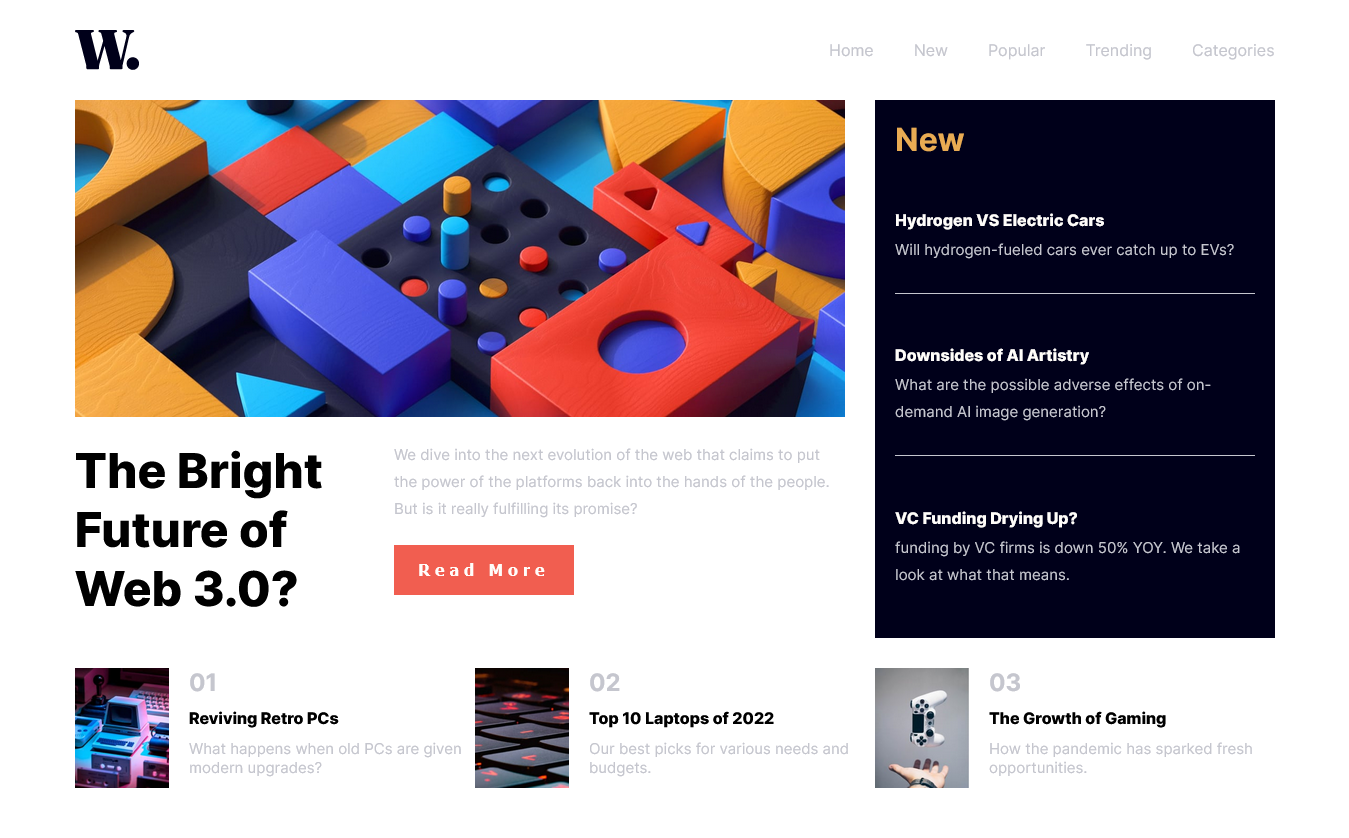 W.
Home New Popular Trending Categories
New
Hydrogen VS Electric Cars
Will hydrogen-fueled cars ever catch up to EVs?
Downsides of AI Artistry
What are the possible adverse effects of on-
demand AI image generation?
VC Funding Drying Up?
funding by VC firms is down 50% YOY. We take a
look at what that means.
The Bright
Future of
Web 3.0?
We dive into the next evolution of the web that claims to put
the power of the platforms back into the hands of the people.
But is it really fulfilling its promise?
Read More
01
Reviving Retro PCs
What happens when old PCs are given
modern upgrades?
02
Top 10 Laptops of 2022
Our best picks for various needs and
budgets.
03
The Growth of Gaming
How the pandemic has sparked fresh
opportunities.